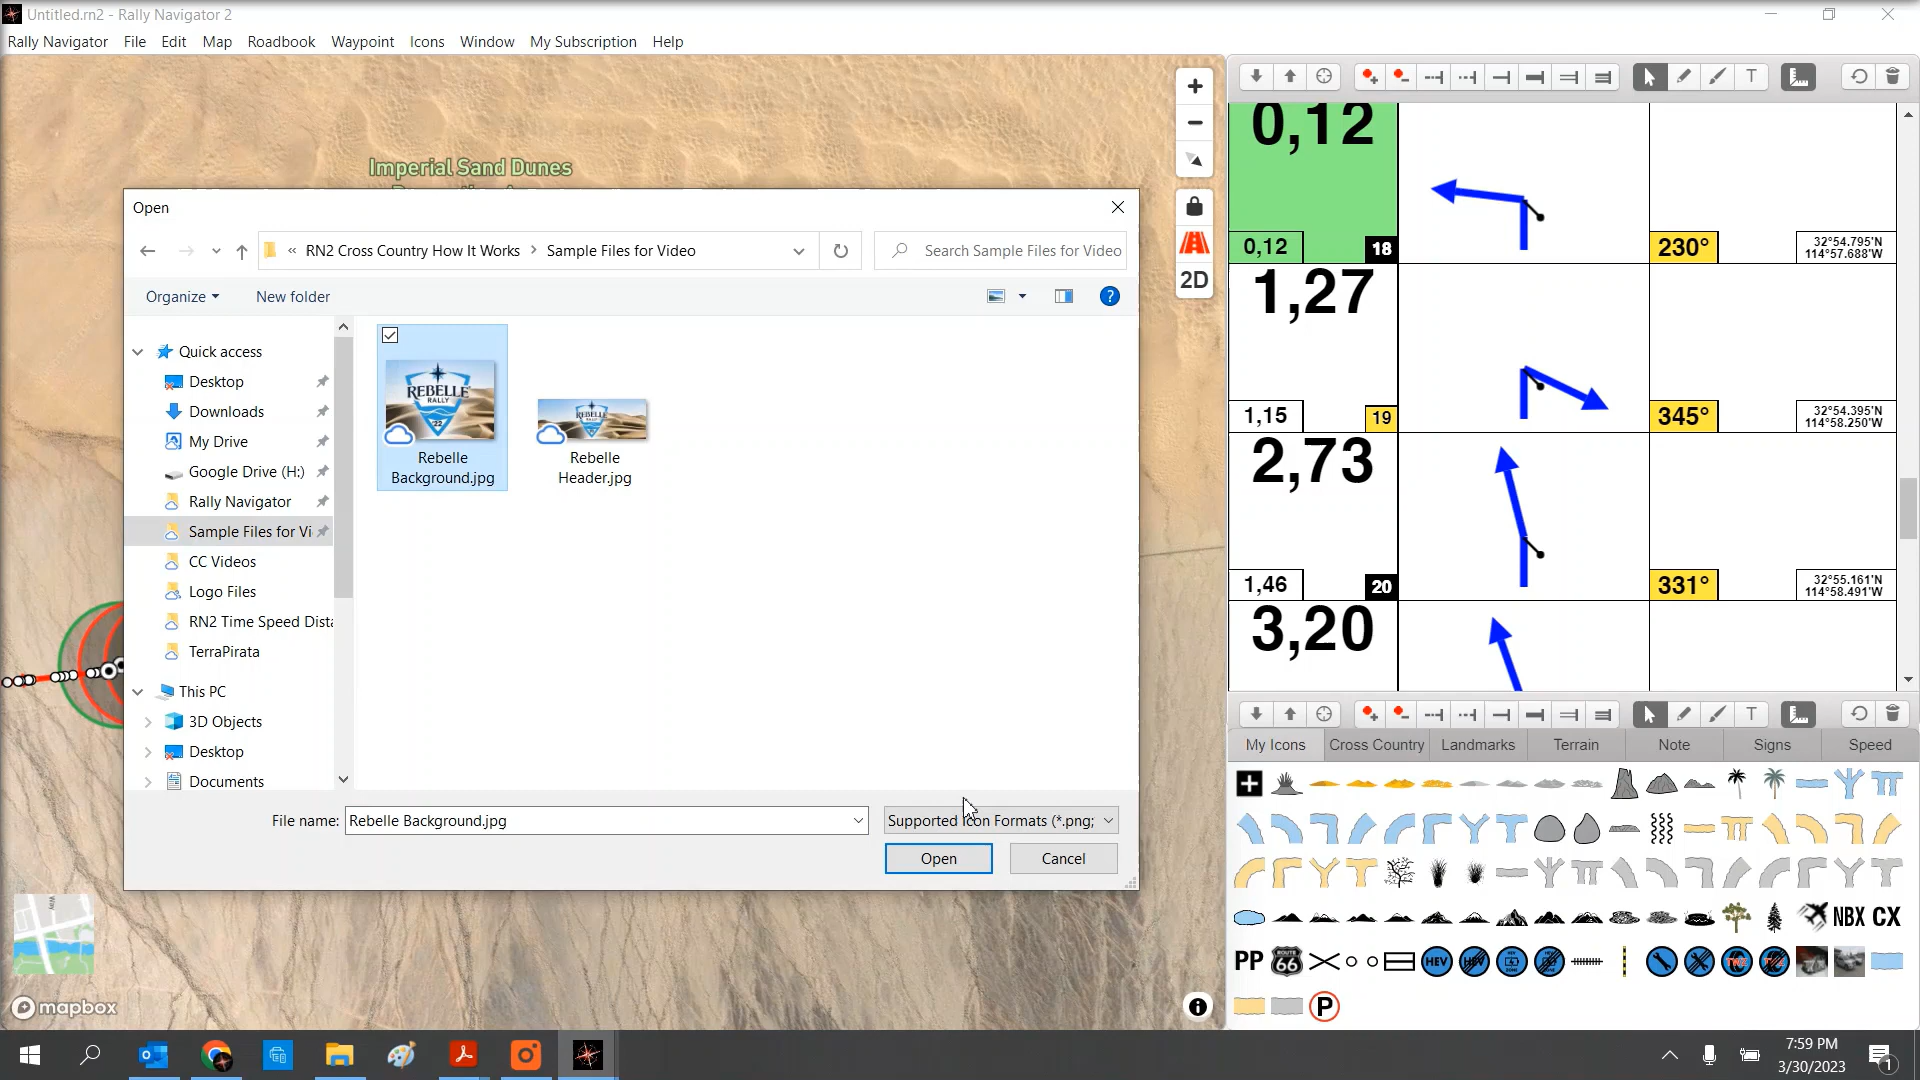 Untitled.rn2 - Rally Navigator 2
Rally Navigator File Edit Map Roadbook Waypoint Icons Window My Subscription Help
Imperial Sand Dunes
2D
Open
« RN2 Cross Country How It Works > Sample Files for Video
Search Sample Files for Video
Organize New folder
Quick access
Desktop
Downloads
My Drive
Google Drive (H:)
Rally Navigator
Sample Files for Vi
CC Videos
Logo Files
RN2 Time Speed Dista
TerraPirata
This PC
3D Objects
Desktop
Documents
REBELLE
RALLY
Rebelle
Background.jpg
REBELLE
Rebelle
Header.jpg
File name: Rebelle Background.jpg
Supported Icon Formats (*.png;
Open Cancel
mapbox
T
0,12
0,12 18 230° 32°54.795'N
114°57.688'W
1,27
1,15 19 345° 32°54.395'N
114°58.250'W
2,73
1,46 20 331° 32°55.161'N
114°58.491'W
3,20
T
My Icons Cross Country Landmarks Terrain Note Signs Speed
NBX CX
PP ROUTE 66 HEV HEV
P
7:59 PM
3/30/2023
1